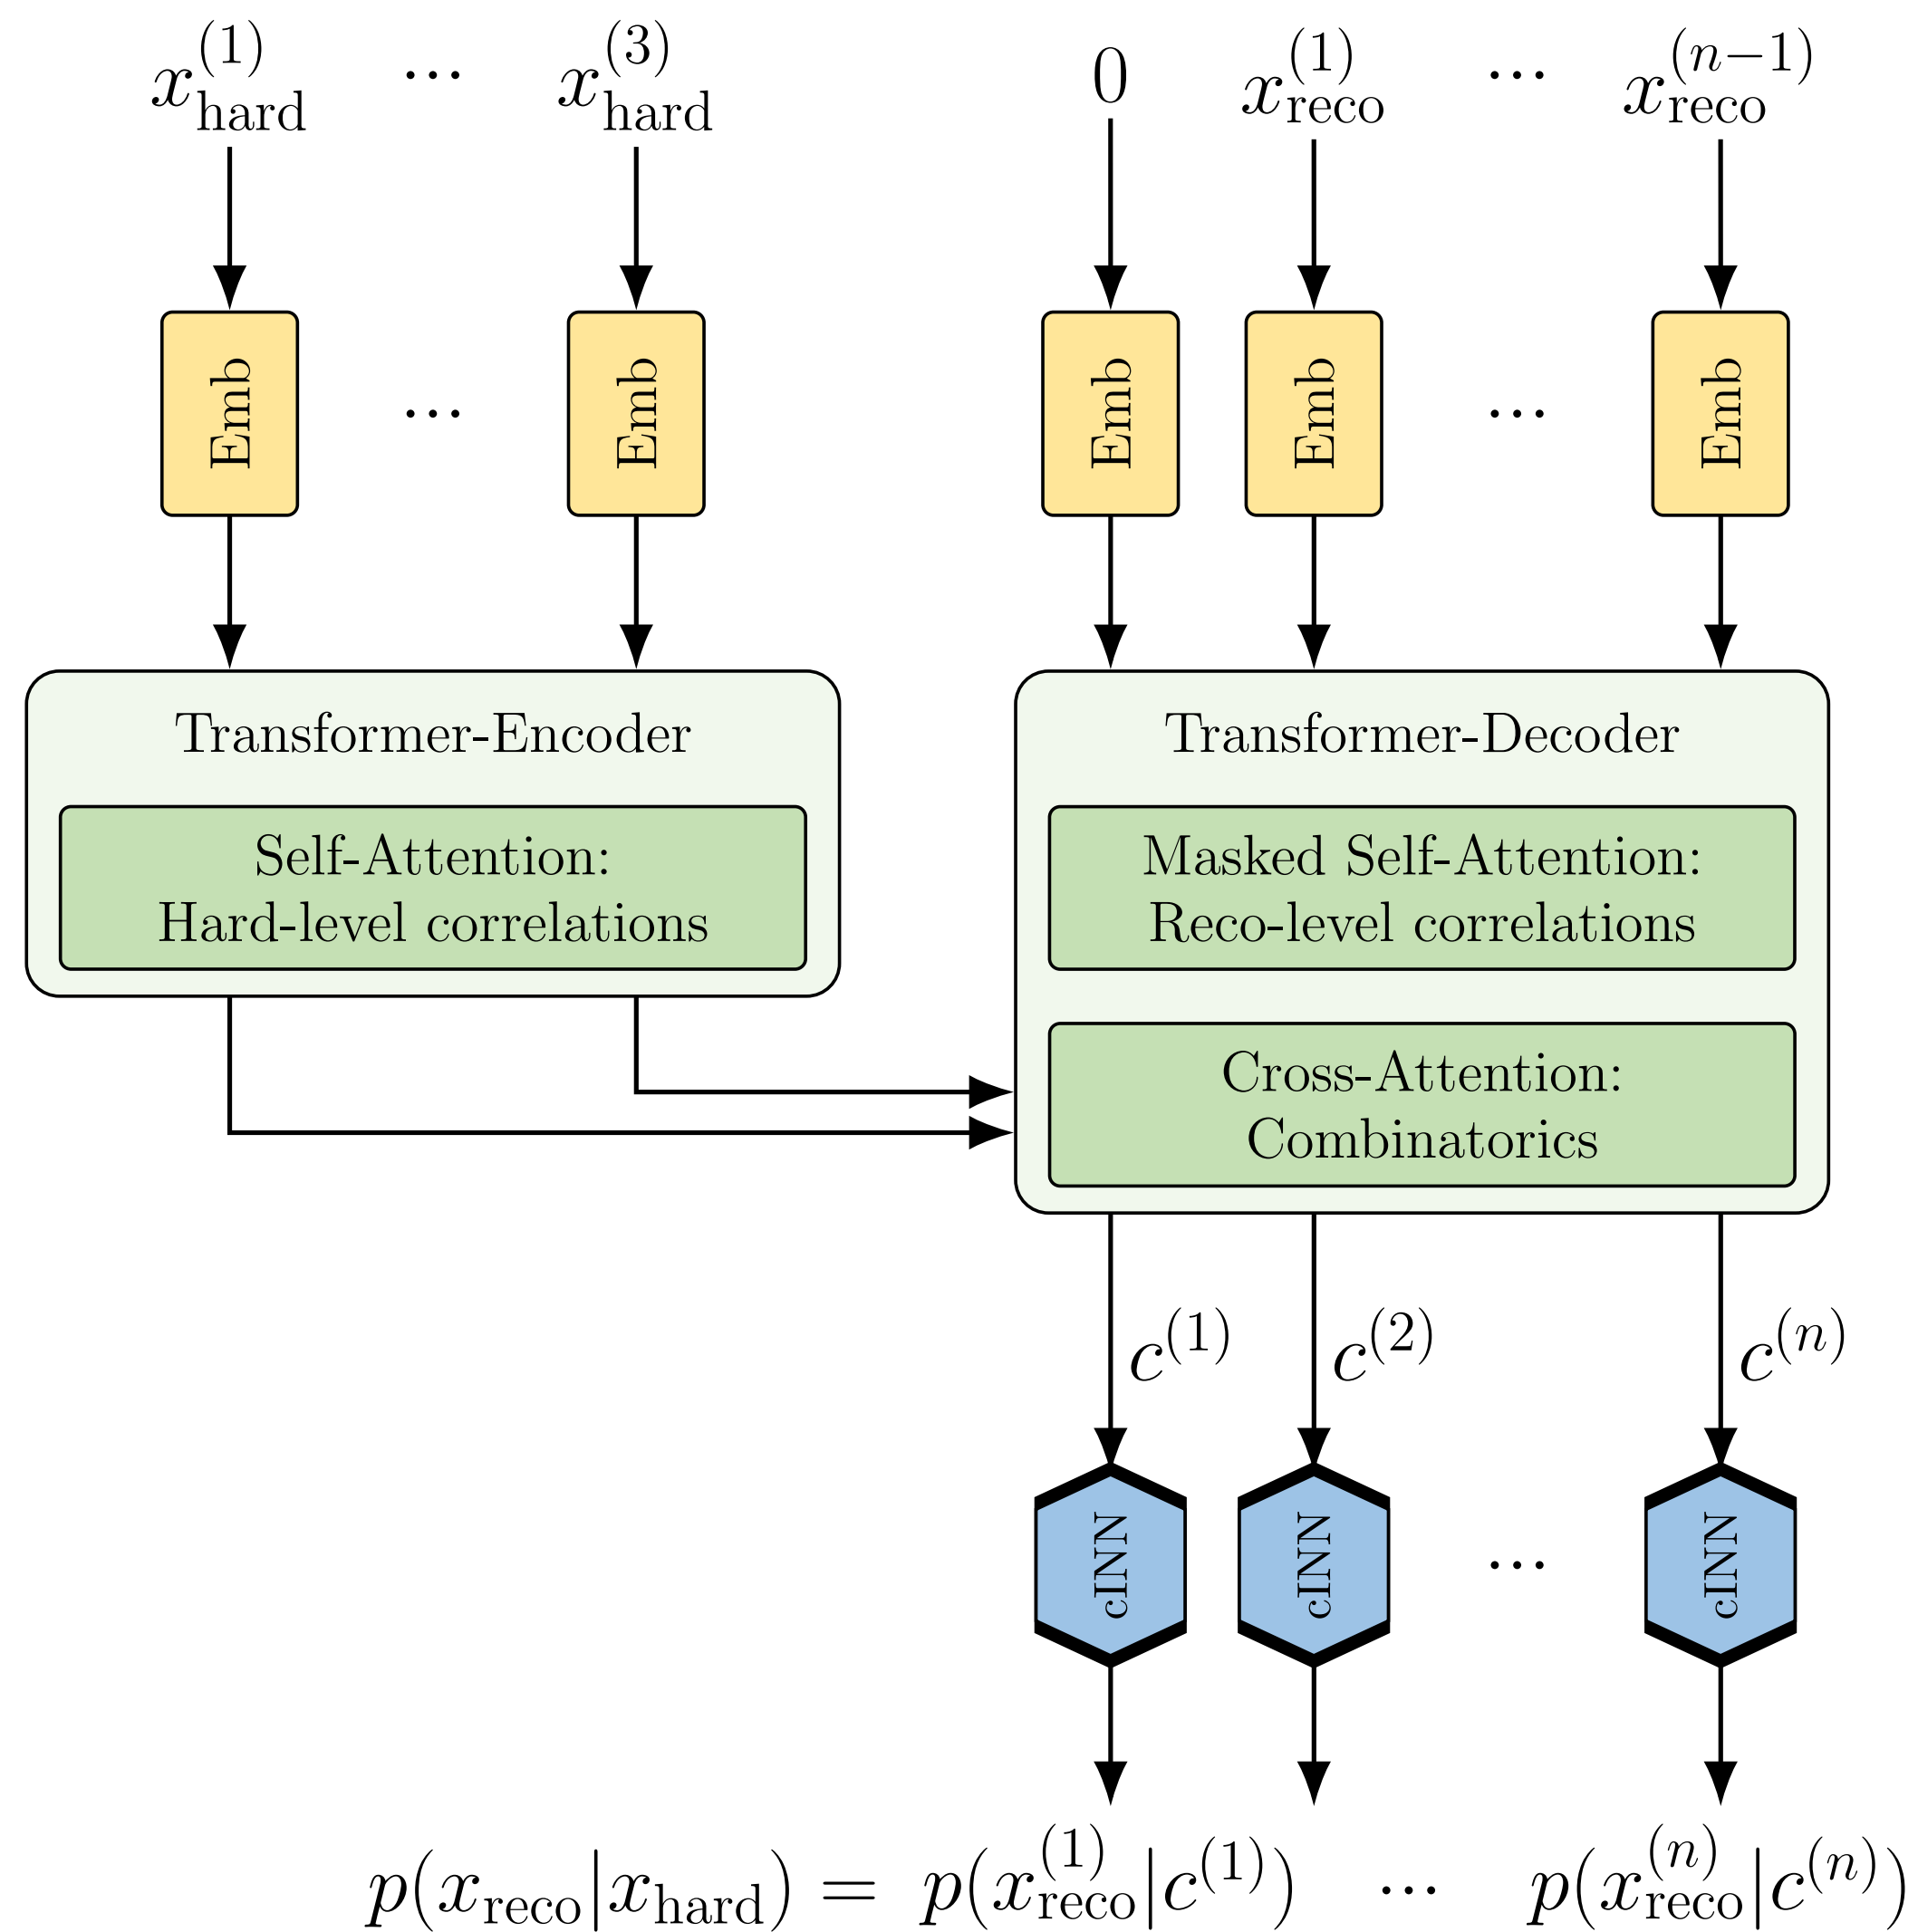 x_hard^(1) ... x_hard^(3) 0 x_reco^(1) ... x_reco^(n−1)
Emb ... Emb Emb Emb ... Emb
Transformer-Encoder
Self-Attention:
Hard-level correlations
Transformer-Decoder
Masked Self-Attention:
Reco-level correlations
Cross-Attention:
Combinatorics
c^(1) c^(2) c^(n)
cINN cINN ... cINN
p(x_reco|x_hard) = p(x_reco^(1)|c^(1)) ... p(x_reco^(n)|c^(n))